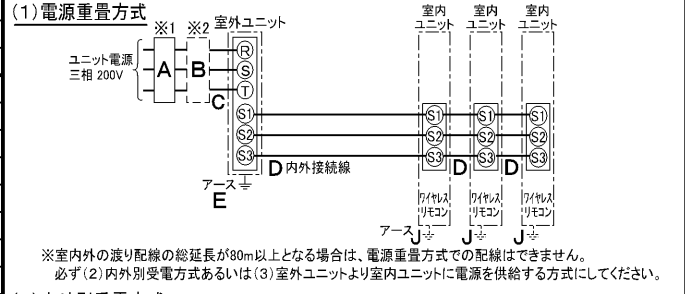 (1)電源重畳方式
※1 ※2 室外ユニット
室内ユニット 室内ユニット 室内ユニット
ユニット電源
三相 200V
A B C
R
S
T
S1 S1 S1 S1
S2 S2 S2 S2
S3 S3 D S3 D S3
D 内外接続線
アース
E
ワイヤレスリモコン ワイヤレスリモコン ワイヤレスリモコン
アース J J J
※室内外の渡り配線の総延長が80m以上となる場合は、電源重畳方式での配線はできません。
必ず(2)内外別受電方式あるいは(3)室外ユニットより室内ユニットに電源を供給する方式にしてください。